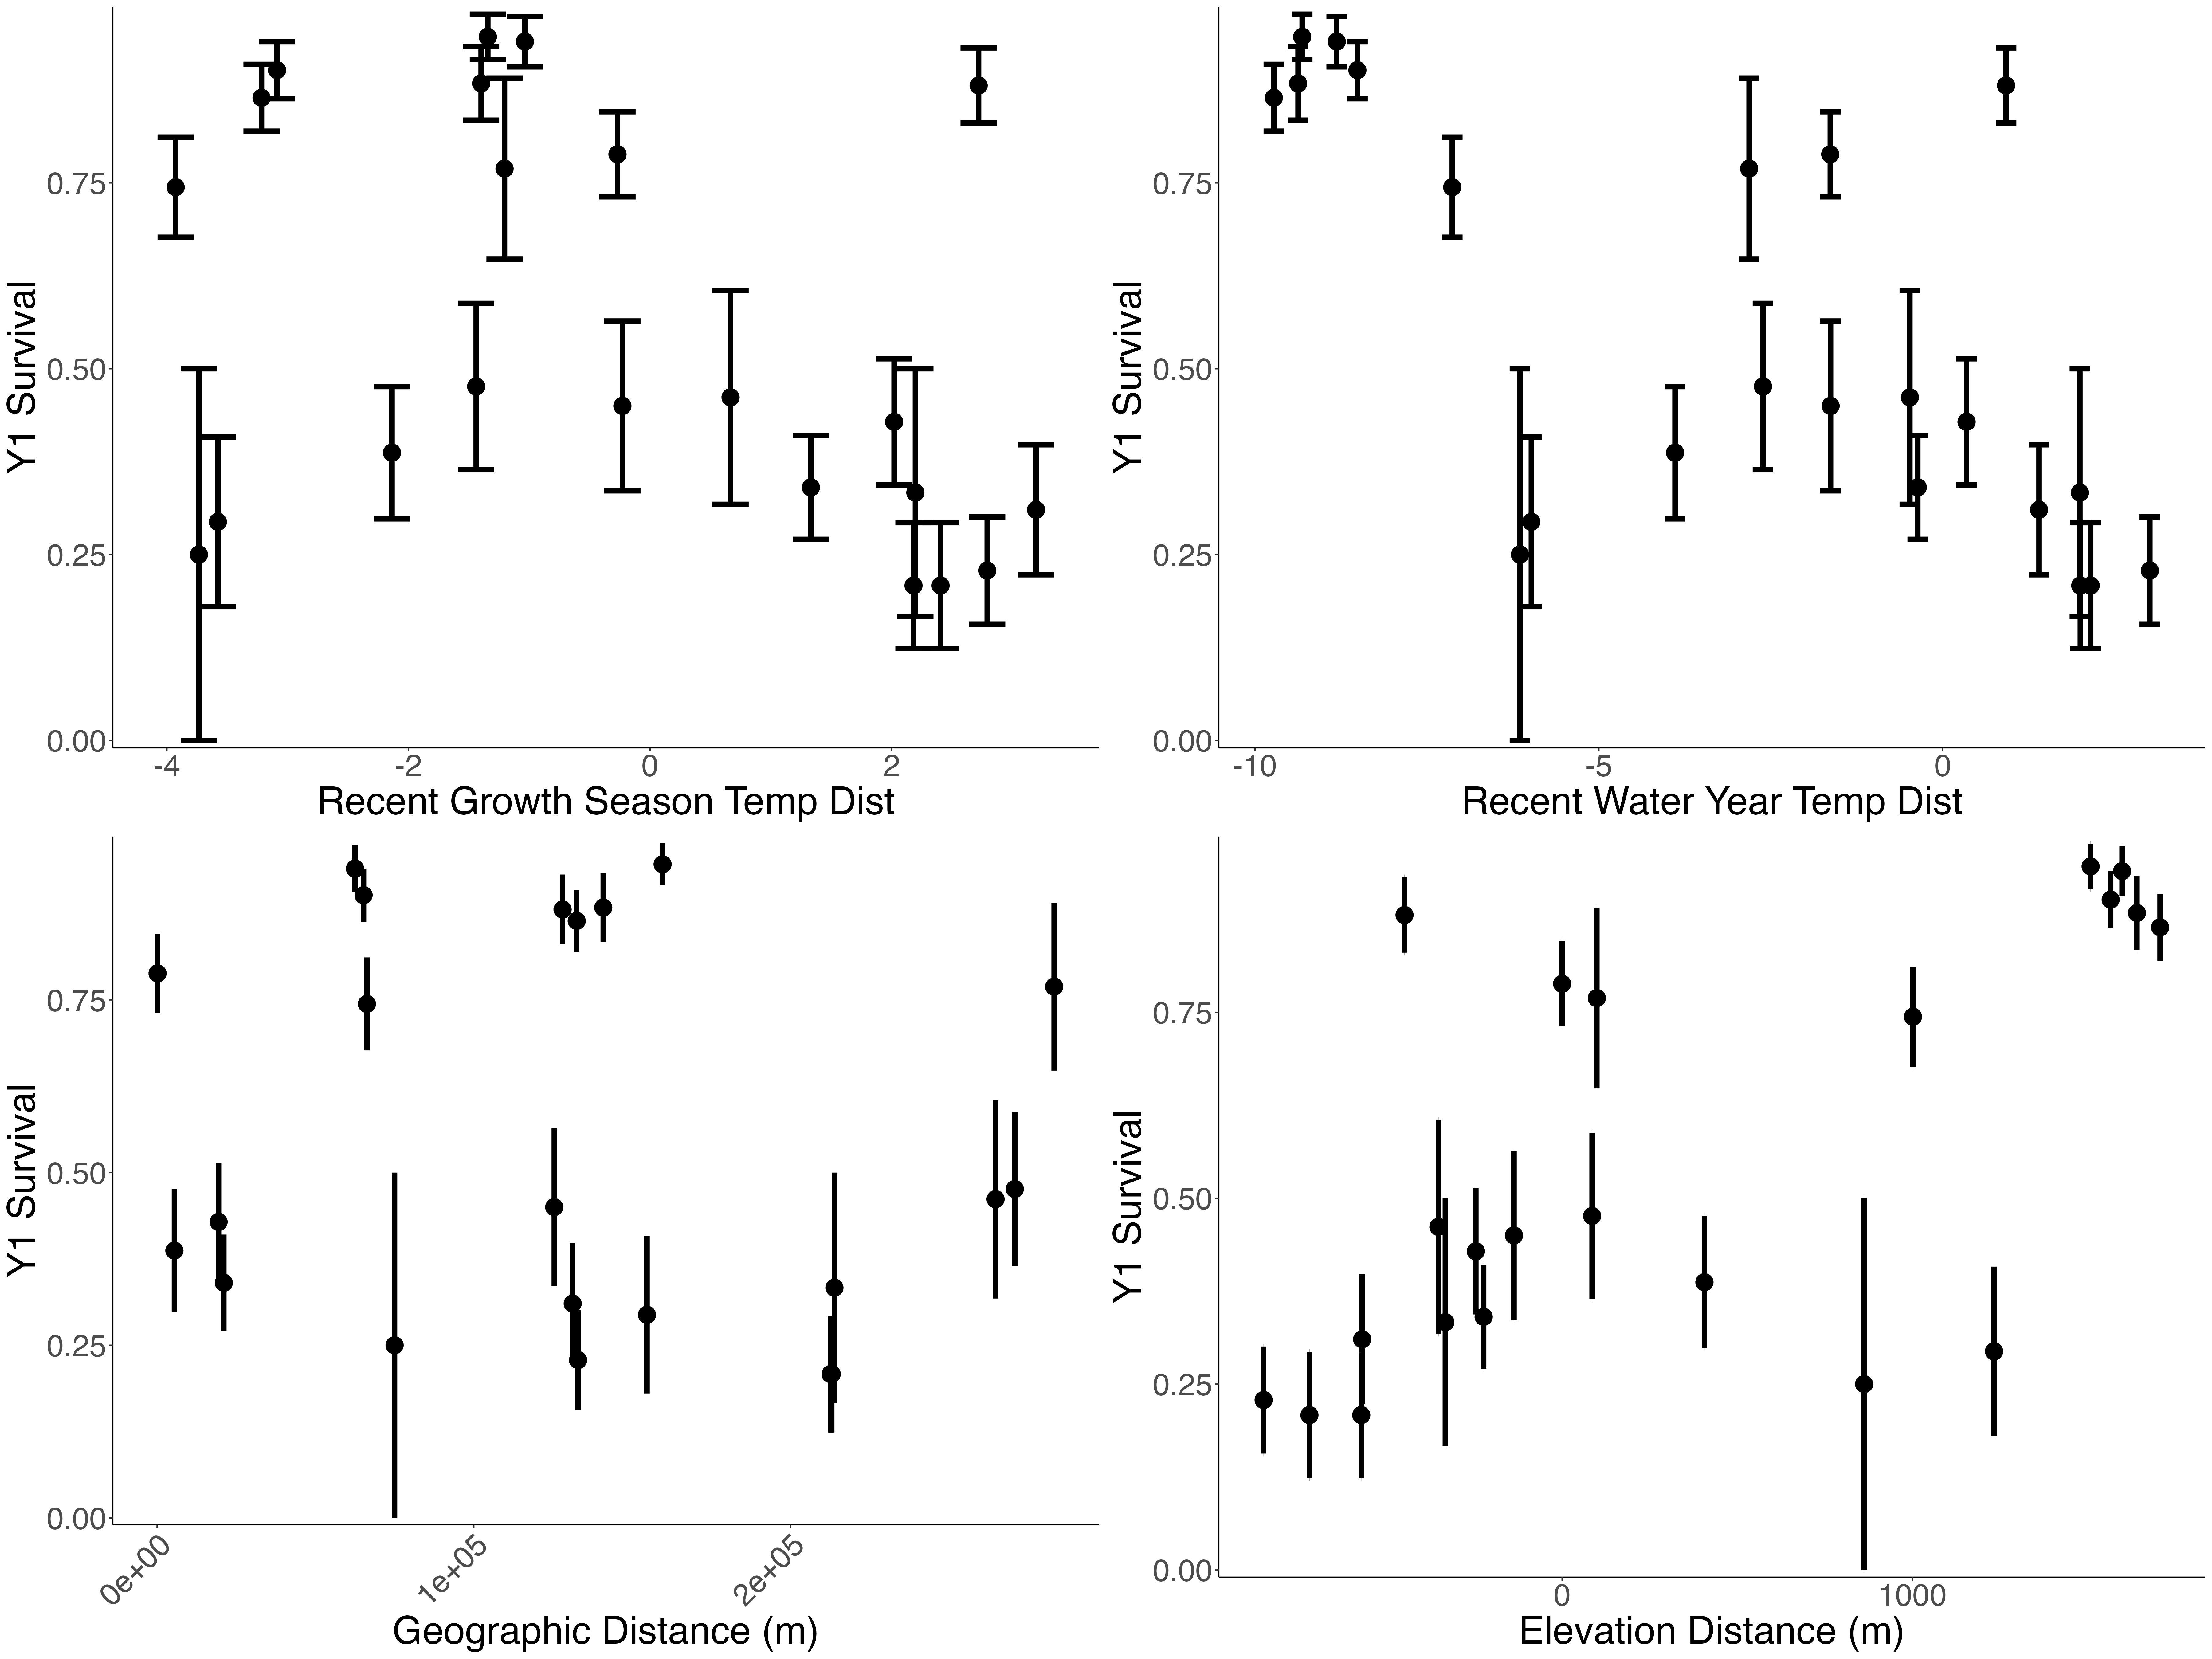 Y1 Survival
0.75
0.50
0.25
0.00
-4 -2 0 2
Recent Growth Season Temp Dist
Y1 Survival
0.75
0.50
0.25
0.00
-10 -5 0
Recent Water Year Temp Dist
Y1 Survival
0.75
0.50
0.25
0.00
0e+00 1e+05 2e+05
Geographic Distance (m)
Y1 Survival
0.75
0.50
0.25
0.00
0 1000
Elevation Distance (m)